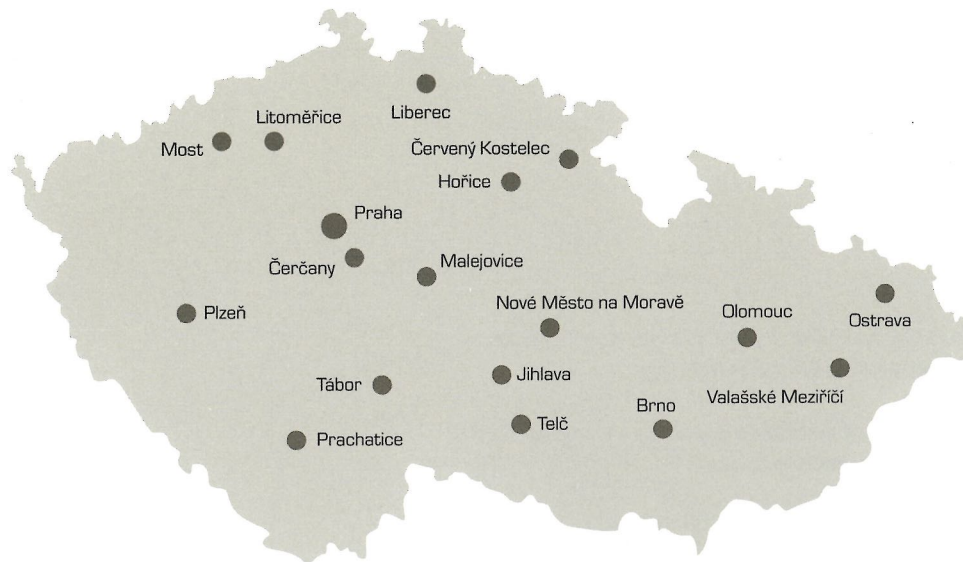 Liberec
Litoměřice
Most
Červený Kostelec
Hořice
Praha
Čerčany
Malejovice
Nové Město na Moravě
Plzeň
Olomouc
Ostrava
Jihlava
Tábor
Valašské Meziříčí
Brno
Telč
Prachatice